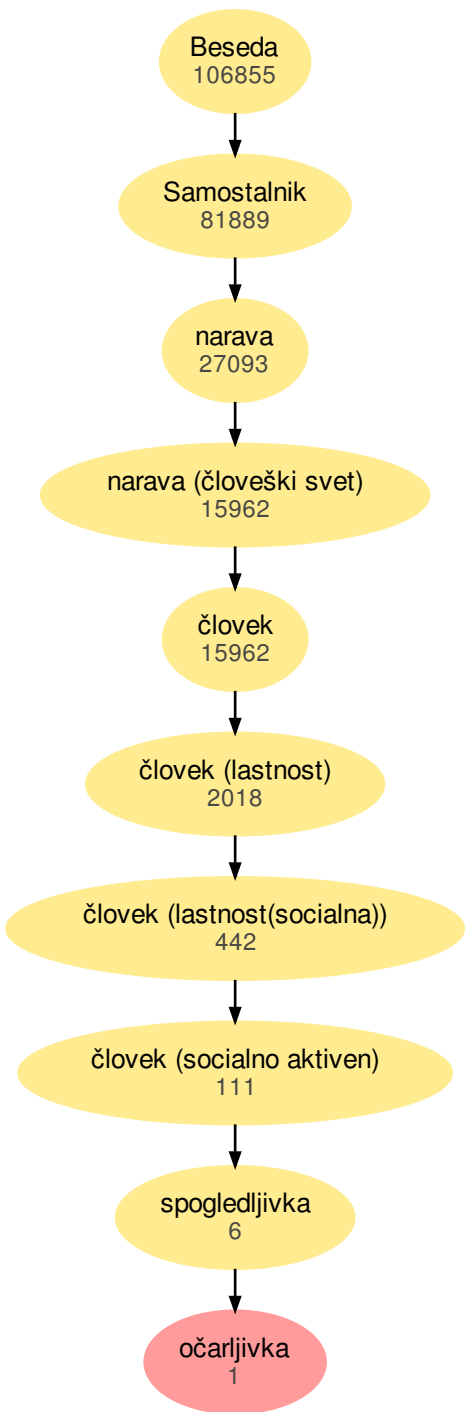 Beseda
106855
Samostalnik
81889
narava
27093
narava (človeški svet)
15962
človek
15962
človek (lastnost)
2018
človek (lastnost(socialna))
442
človek (socialno aktiven)
111
spogledljivka
6
očarljivka
1